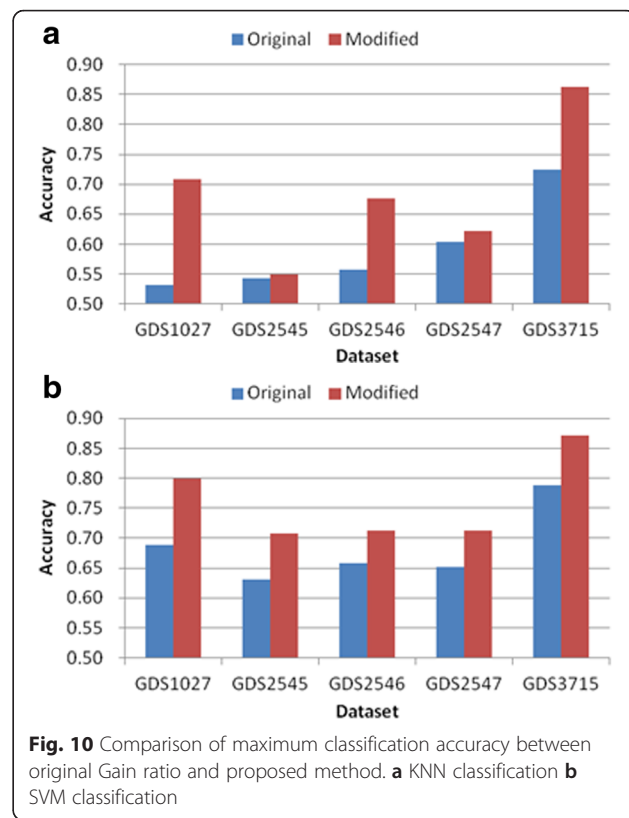 a
Original Modified
0.90
0.85
0.80
0.75
0.70
0.65
0.60
0.55
0.50
Accuracy
GDS1027 GDS2545 GDS2546 GDS2547 GDS3715
Dataset
b
Original Modified
0.90
0.85
0.80
0.75
0.70
0.65
0.60
0.55
0.50
Accuracy
GDS1027 GDS2545 GDS2546 GDS2547 GDS3715
Dataset
Fig. 10 Comparison of maximum classification accuracy between
original Gain ratio and proposed method. a KNN classification b
SVM classification